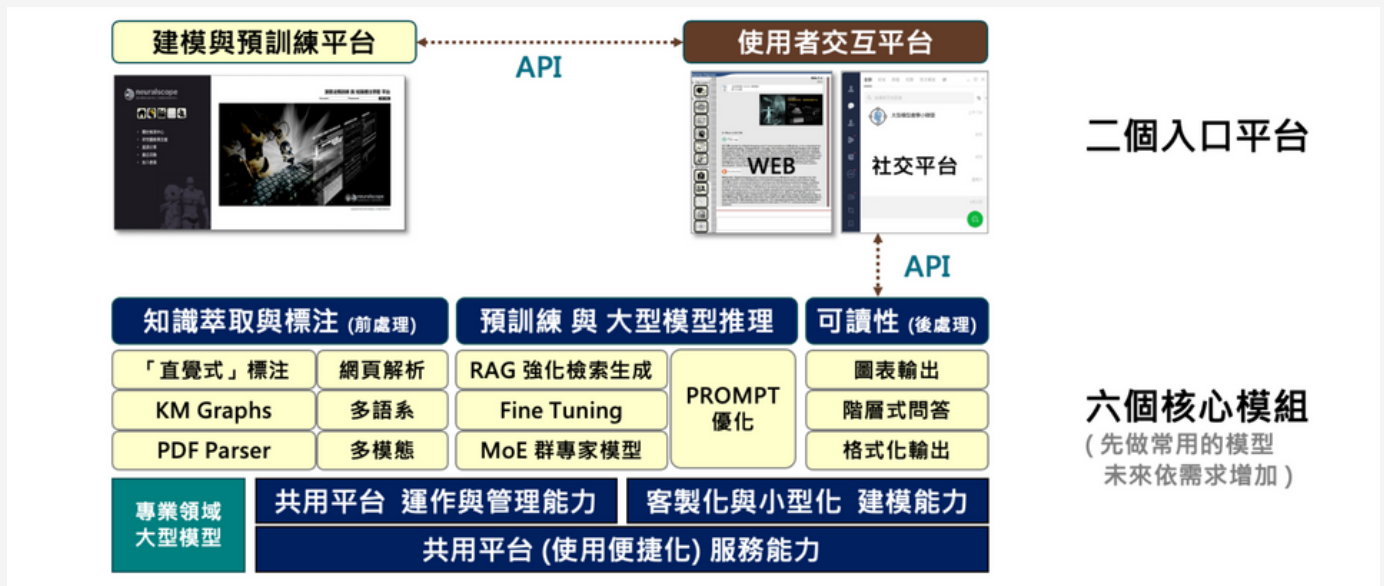 建模與預訓練平台
使用者交互平台
API
neuralscope
WEB
社交平台
二個入口平台
API
知識萃取與標注 (前處理)
預訓練 與 大型模型推理
可讀性 (後處理)
「直覺式」標注
網頁解析
RAG 強化檢索生成
PROMPT
優化
圖表輸出
KM Graphs
多語系
Fine Tuning
階層式問答
PDF Parser
多模態
MoE 群專家模型
格式化輸出
六個核心模組
( 先做常用的模型
未來依需求增加 )
專業領域
大型模型
共用平台 運作與管理能力
客製化與小型化 建模能力
共用平台 (使用便捷化) 服務能力